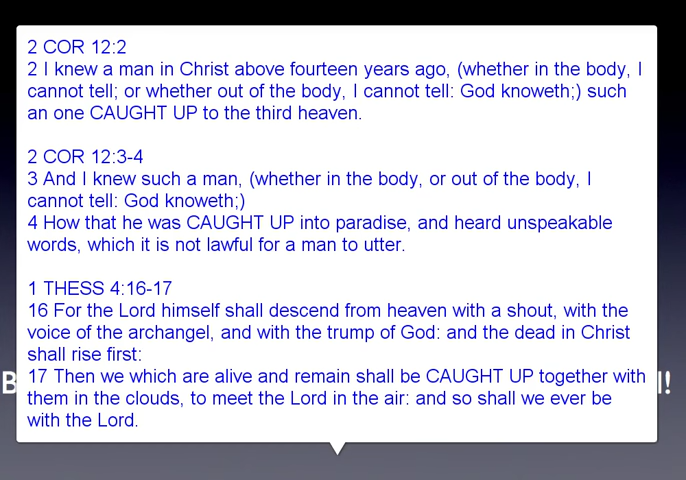 2 COR 12:2
2 I knew a man in Christ above fourteen years ago, (whether in the body, I
cannot tell; or whether out of the body, I cannot tell: God knoweth;) such
an one CAUGHT UP to the third heaven.
2 COR 12:3-4
3 And I knew such a man, (whether in the body, or out of the body, I
cannot tell: God knoweth;)
4 How that he was CAUGHT UP into paradise, and heard unspeakable
words, which it is not lawful for a man to utter.
1 THESS 4:16-17
16 For the Lord himself shall descend from heaven with a shout, with the
voice of the archangel, and with the trump of God: and the dead in Christ
shall rise first:
17 Then we which are alive and remain shall be CAUGHT UP together with
them in the clouds, to meet the Lord in the air: and so shall we ever be
with the Lord.